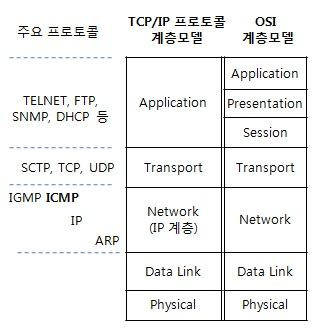 주요 프로토콜
TCP/IP 프로토콜
계층모델
OSI
계층모델
TELNET, FTP,
SNMP, DHCP 등
Application
Application
Presentation
Session
SCTP, TCP, UDP
Transport
Transport
IGMP ICMP
IP
ARP
Network
(IP 계층)
Network
Data Link
Data Link
Physical
Physical